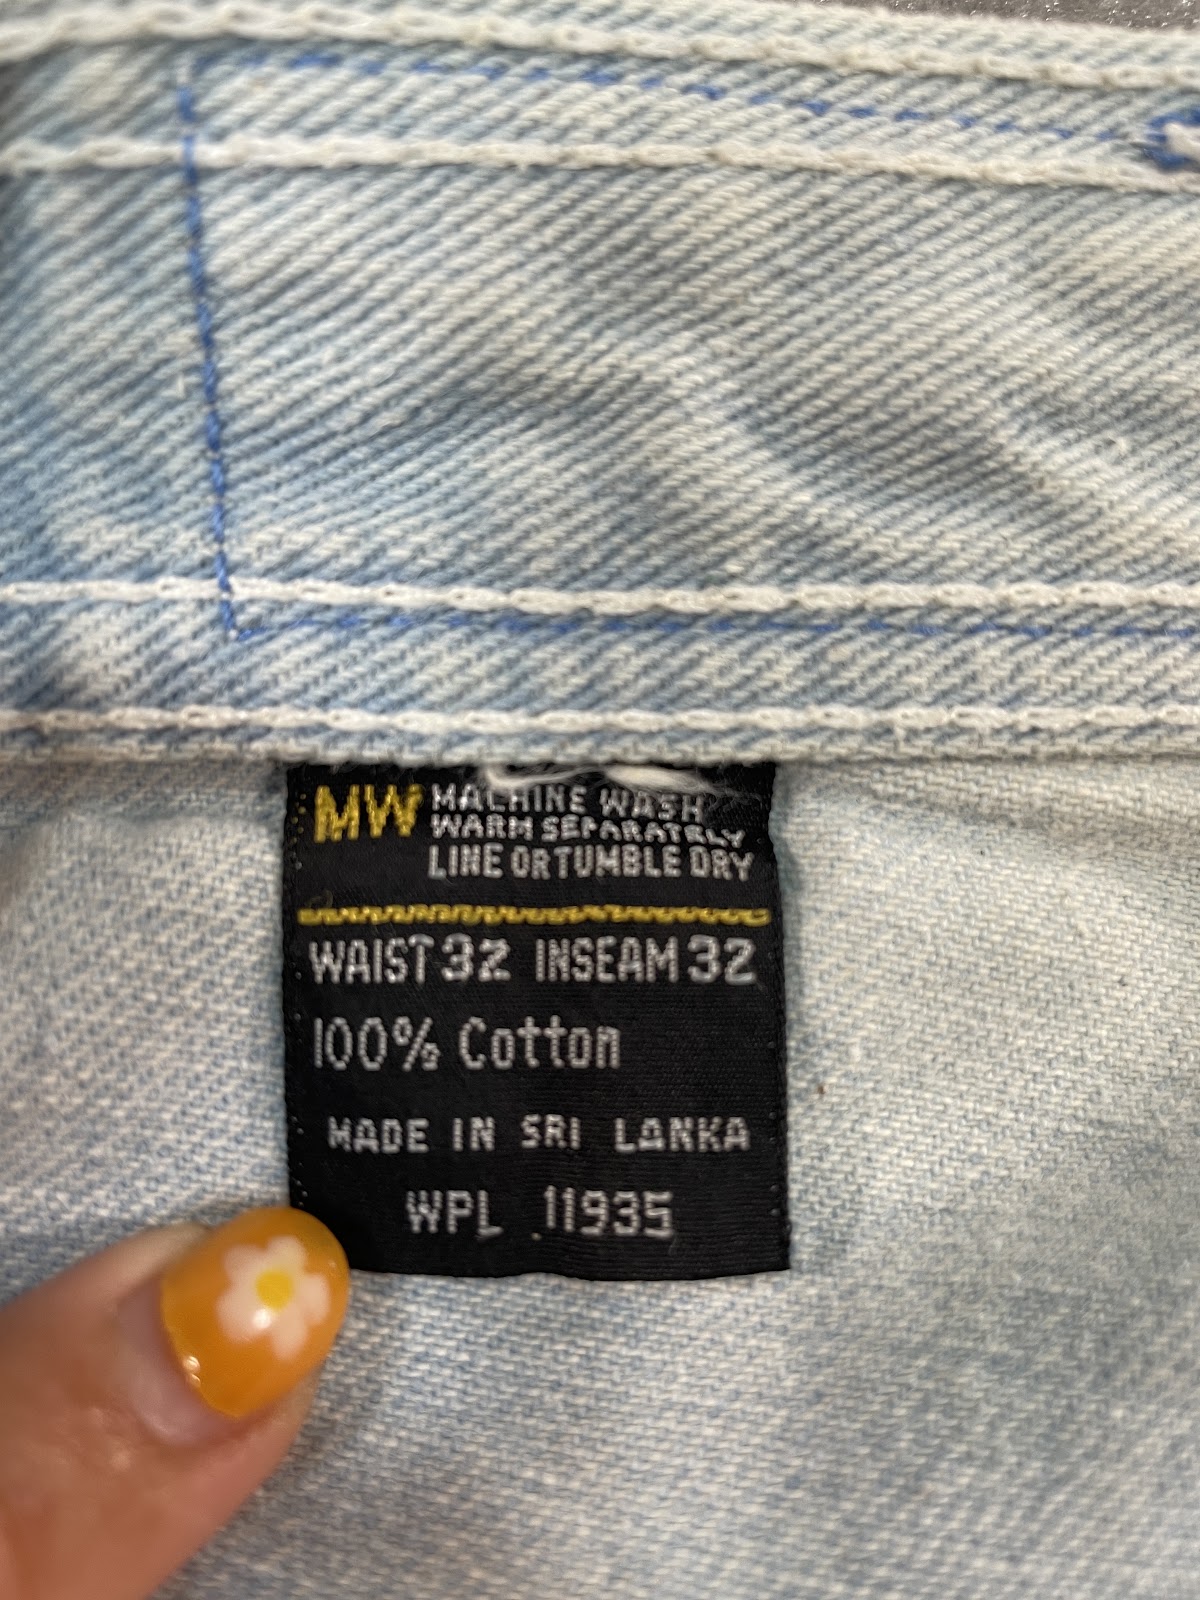 MW MACHINE WASH
WARM SEPARATELY
LINE OR TUMBLE DRY
WAIST 32 INSEAM 32
100% Cotton
MADE IN SRI LANKA
WPL 11935